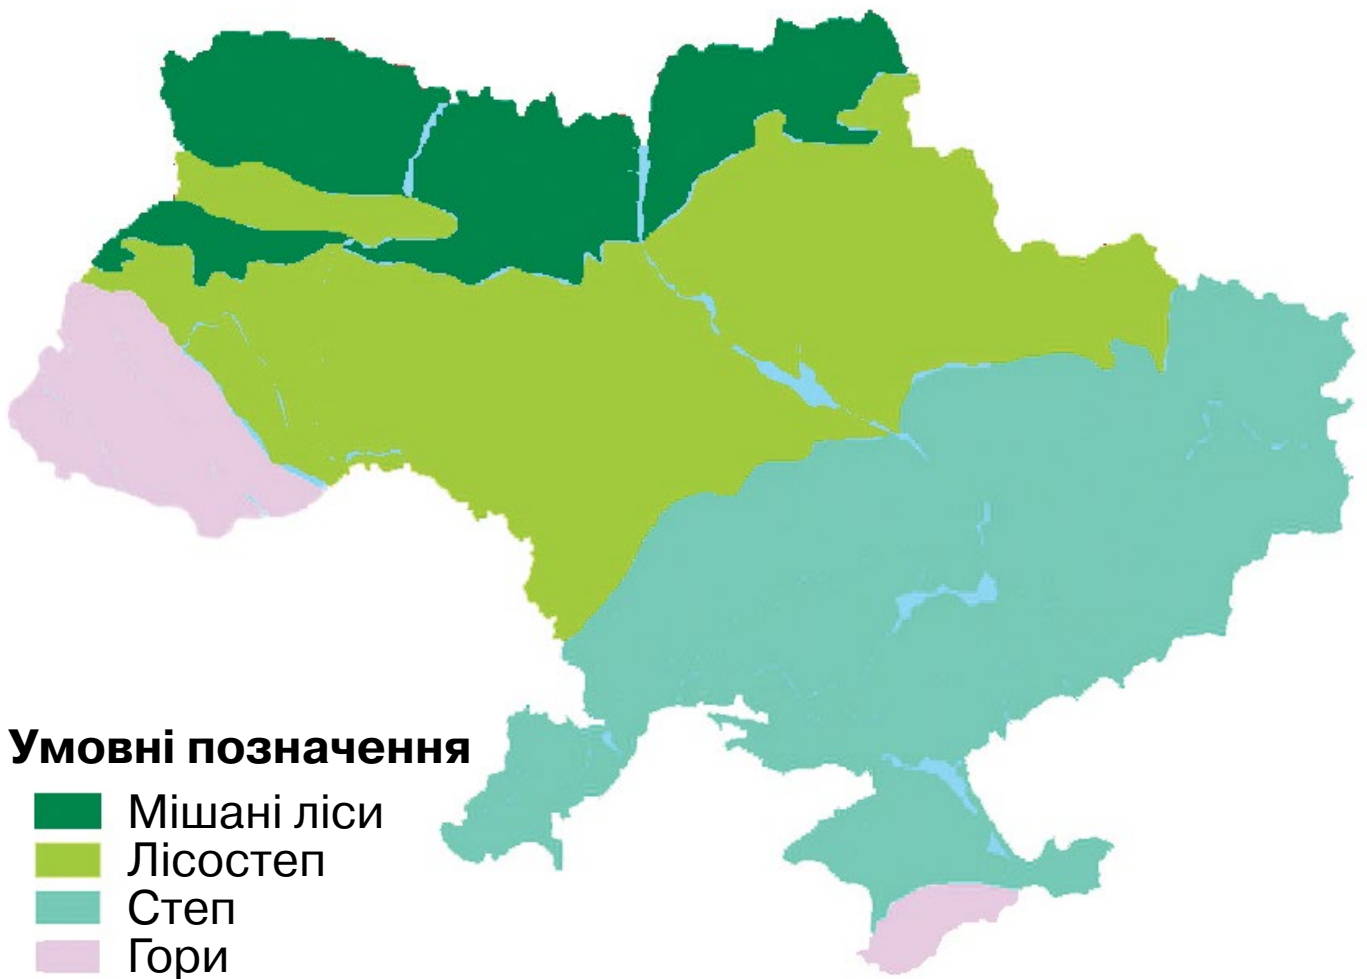 Умовні позначення
Мішані ліси
Лісостеп
Степ
Гори